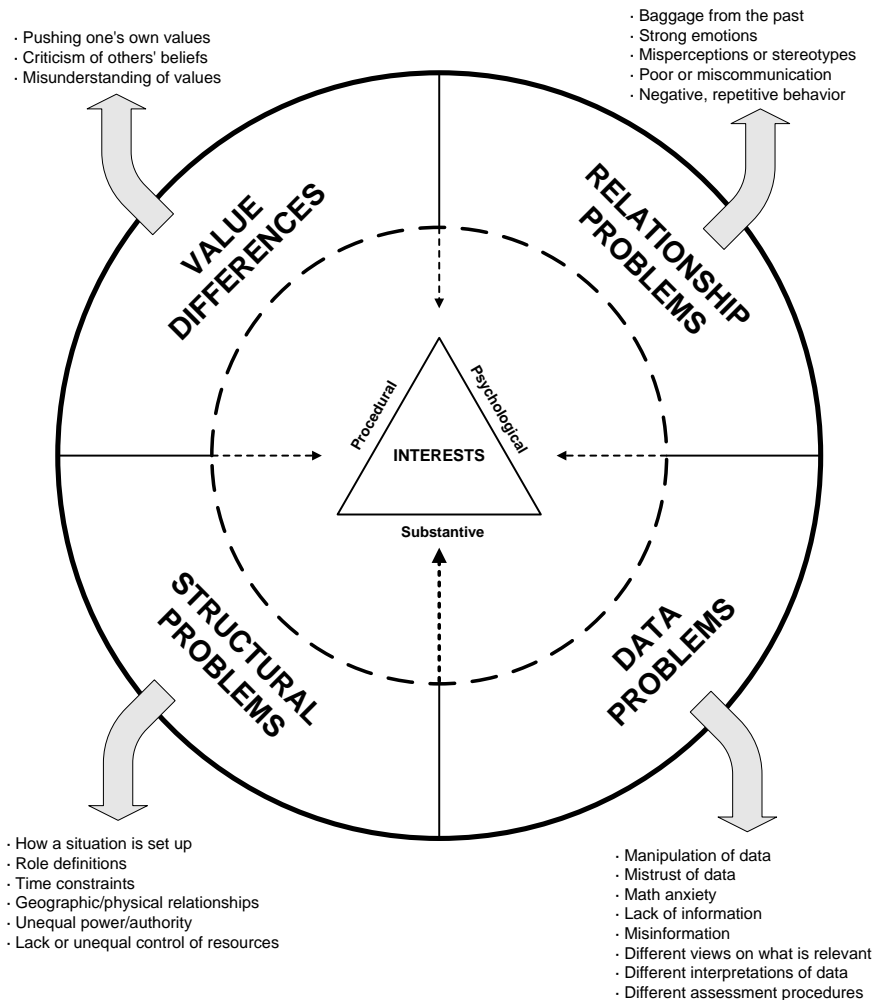 · Pushing one's own values
· Criticism of others' beliefs
· Misunderstanding of values
· Baggage from the past
· Strong emotions
· Misperceptions or stereotypes
· Poor or miscommunication
· Negative, repetitive behavior
VALUE
DIFFERENCES
RELATIONSHIP
PROBLEMS
Procedural
Psychological
INTERESTS
Substantive
STRUCTURAL
PROBLEMS
DATA
PROBLEMS
· How a situation is set up
· Role definitions
· Time constraints
· Geographic/physical relationships
· Unequal power/authority
· Lack or unequal control of resources
· Manipulation of data
· Mistrust of data
· Math anxiety
· Lack of information
· Misinformation
· Different views on what is relevant
· Different interpretations of data
· Different assessment procedures